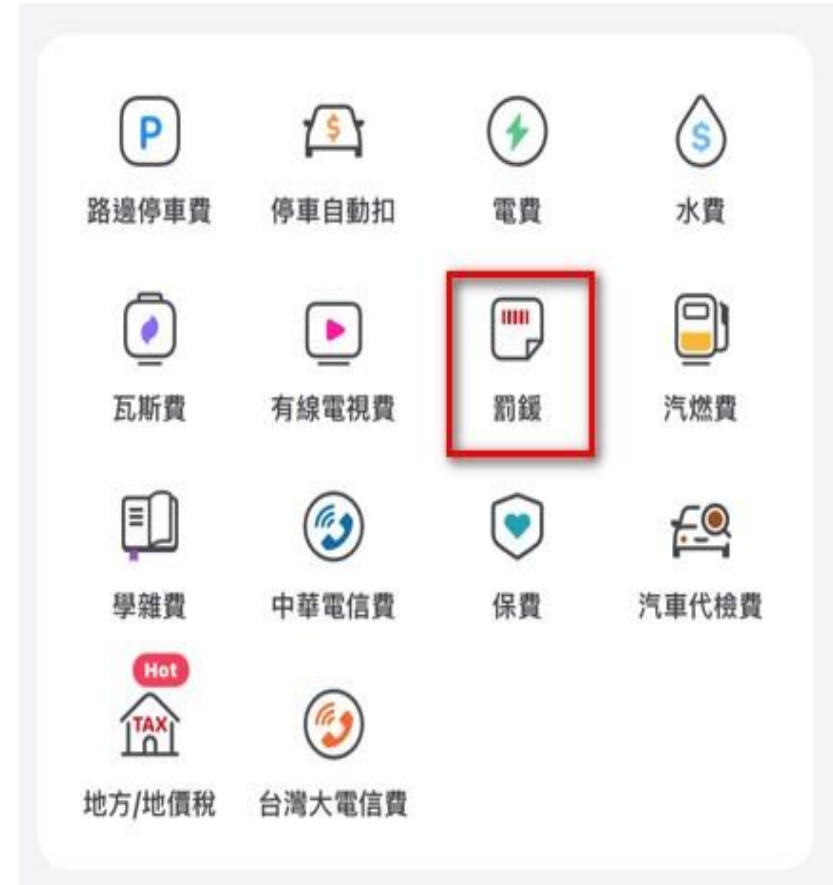 P
$
$
路邊停車費
停車自動扣
電費
水費
瓦斯費
有線電視費
罰鍰
汽燃費
學雜費
中華電信費
保費
汽車代檢費
Hot
TAX
地方/地價稅
台灣大電信費